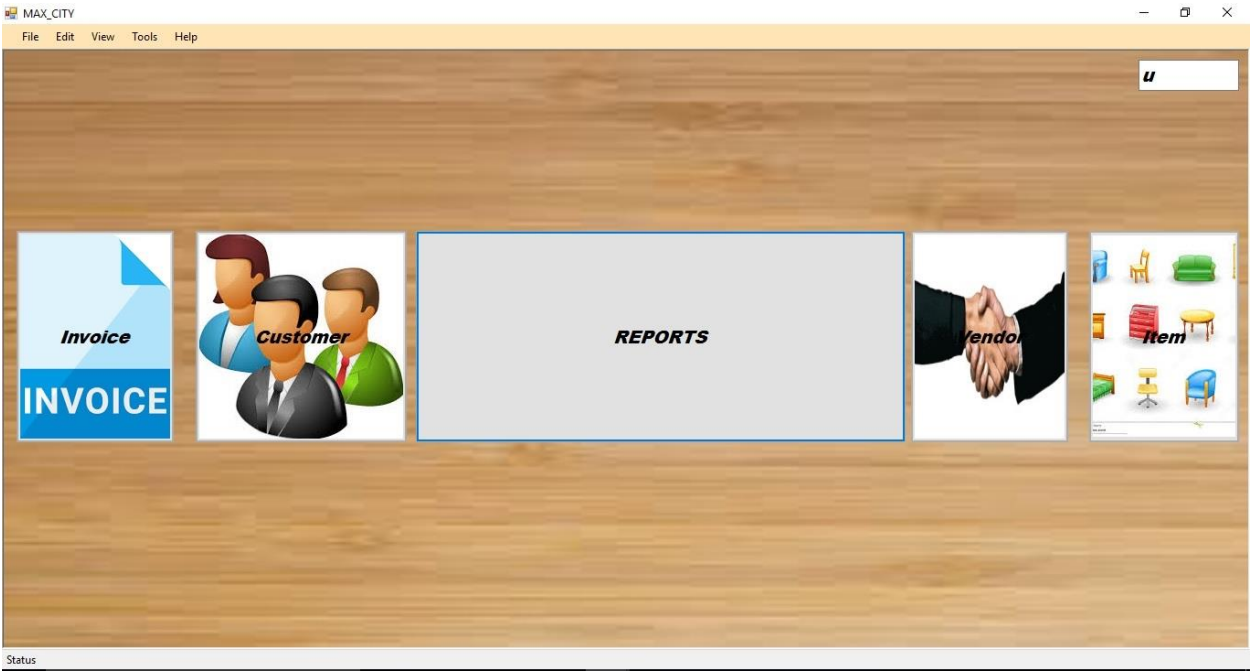 MAX_CITY
File Edit View Tools Help
u
Invoice
INVOICE
Customer
REPORTS
Vendor
Item
Status